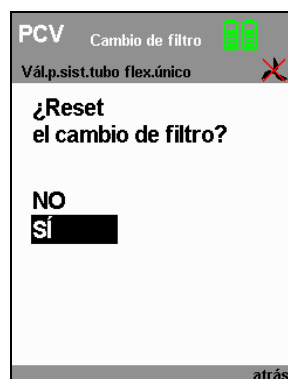 PCV Cambio de filtro
Vál.p.sist.tubo flex.único
¿Reset
el cambio de filtro?
NO
SÍ
atrás